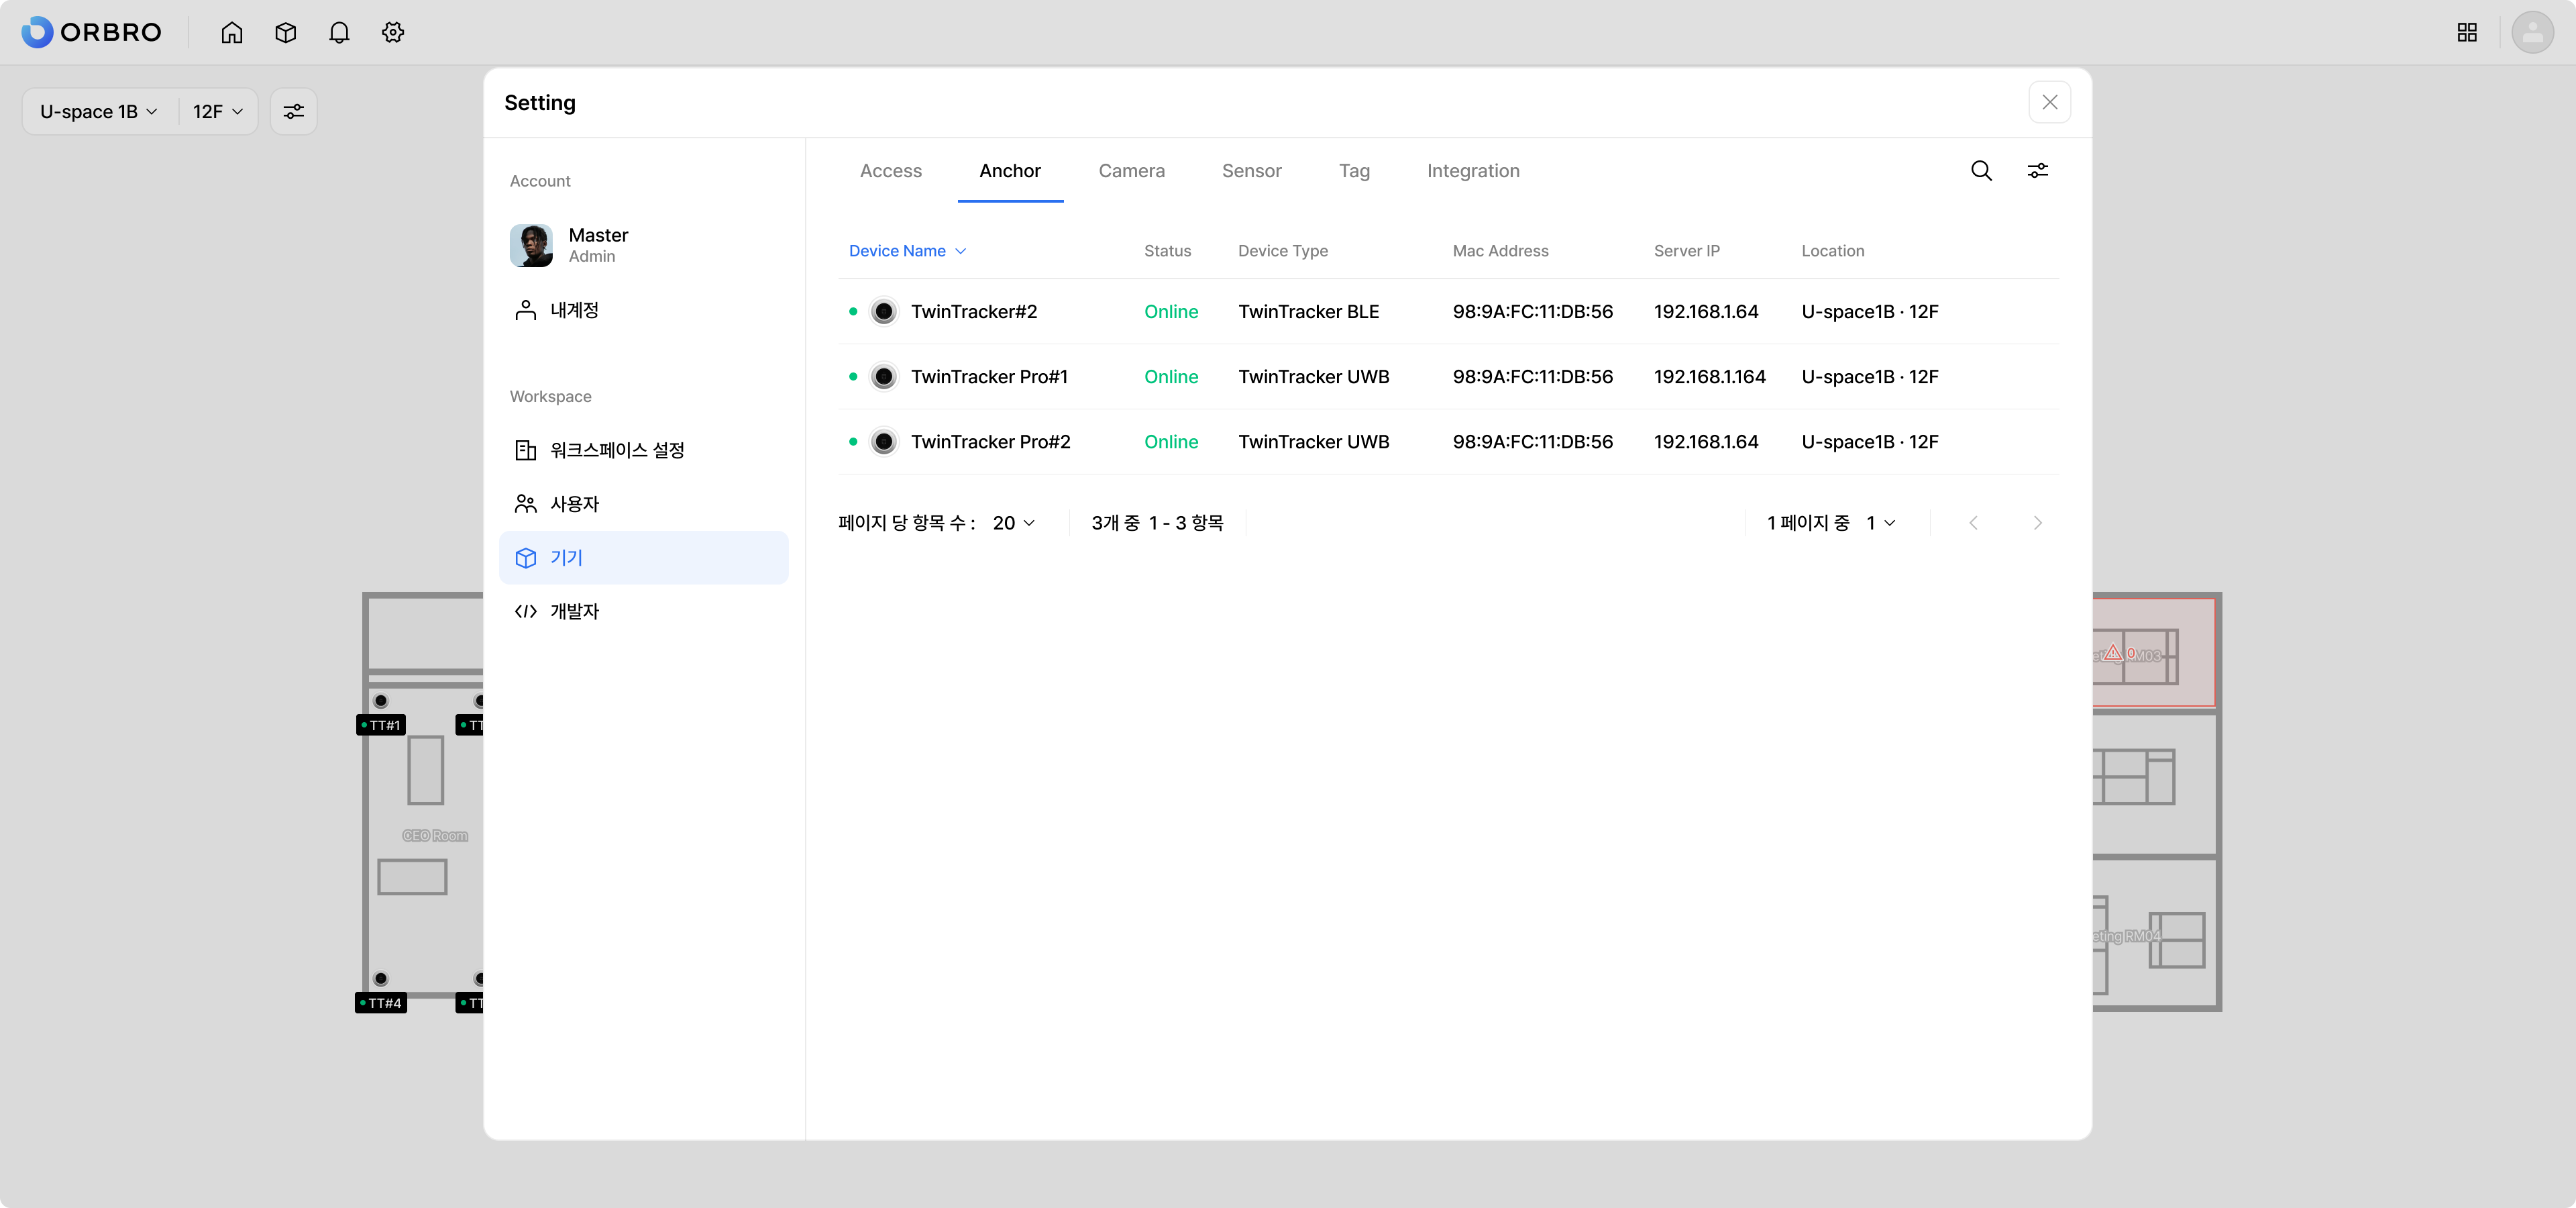 ORBRO
U-space 1B
12F
Setting
Account
Master
Admin
내계정
Workspace
워크스페이스 설정
사용자
기기
개발자
Access Anchor Camera Sensor Tag Integration
Device Name Status Device Type Mac Address Server IP Location
TwinTracker#2 Online TwinTracker BLE 98:9A:FC:11:DB:56 192.168.1.64 U-space1B · 12F
TwinTracker Pro#1 Online TwinTracker UWB 98:9A:FC:11:DB:56 192.168.1.164 U-space1B · 12F
TwinTracker Pro#2 Online TwinTracker UWB 98:9A:FC:11:DB:56 192.168.1.64 U-space1B · 12F
페이지 당 항목 수 : 20 3개 중 1 - 3 항목 1 페이지 중 1
TT#1
TT
CEO Room
TT#4
TT
0
RM03
eting RM04